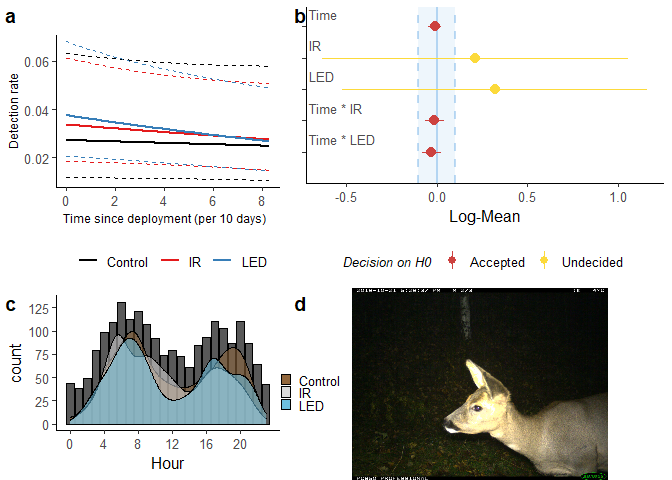 a
Detection rate
0.06
0.04
0.02
0 2 4 6 8
Time since deployment (per 10 days)
Control IR LED
b
Time
IR
LED
Time * IR
Time * LED
-0.5 0.0 0.5 1.0
Log-Mean
Decision on H0 Accepted Undecided
c
count
125
100
75
50
25
0
0 4 8 12 16 20
Hour
Control
IR
LED
d